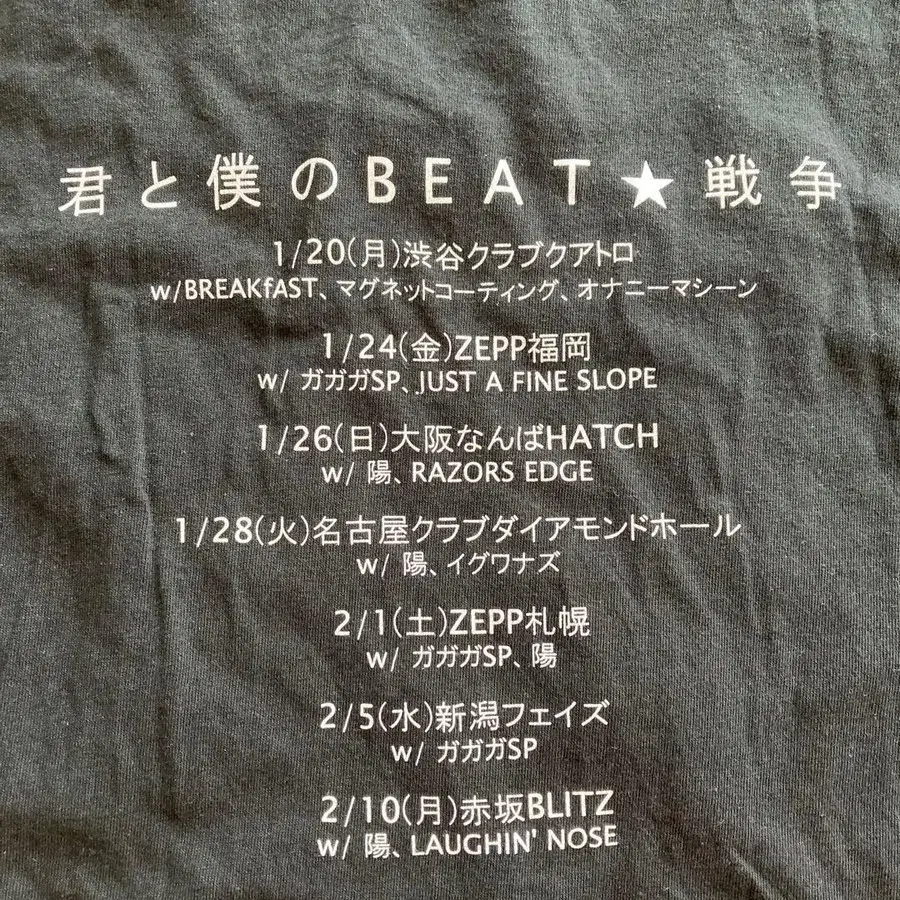 君と僕のBEAT★戦争
1/20(月)渋谷クラブクアトロ
w/BREAKfAST、マグネットコーティング、オナニーマシーン
1/24(金)ZEPP福岡
w/ ガガガSP、JUST A FINE SLOPE
1/26(日)大阪なんばHATCH
w/ 陽、RAZORS EDGE
1/28(火)名古屋クラブダイアモンドホール
w/ 陽、イグワナズ
2/1(土)ZEPP札幌
w/ ガガガSP、陽
2/5(水)新潟フェイズ
w/ ガガガSP
2/10(月)赤坂BLITZ
w/ 陽、LAUGHIN' NOSE